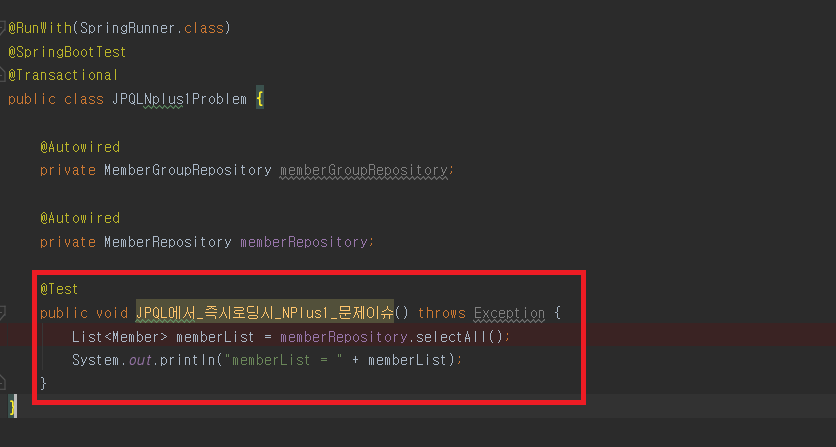 @RunWith(SpringRunner.class)
@SpringBootTest
@Transactional
public class JPQLNplus1Problem {
@Autowired
private MemberGroupRepository memberGroupRepository;
@Autowired
private MemberRepository memberRepository;
@Test
public void JPQL에서_즉시로딩시_NPlus1_문제이슈() throws Exception {
List<Member> memberList = memberRepository.selectAll();
System.out.println("memberList = " + memberList);
}
}